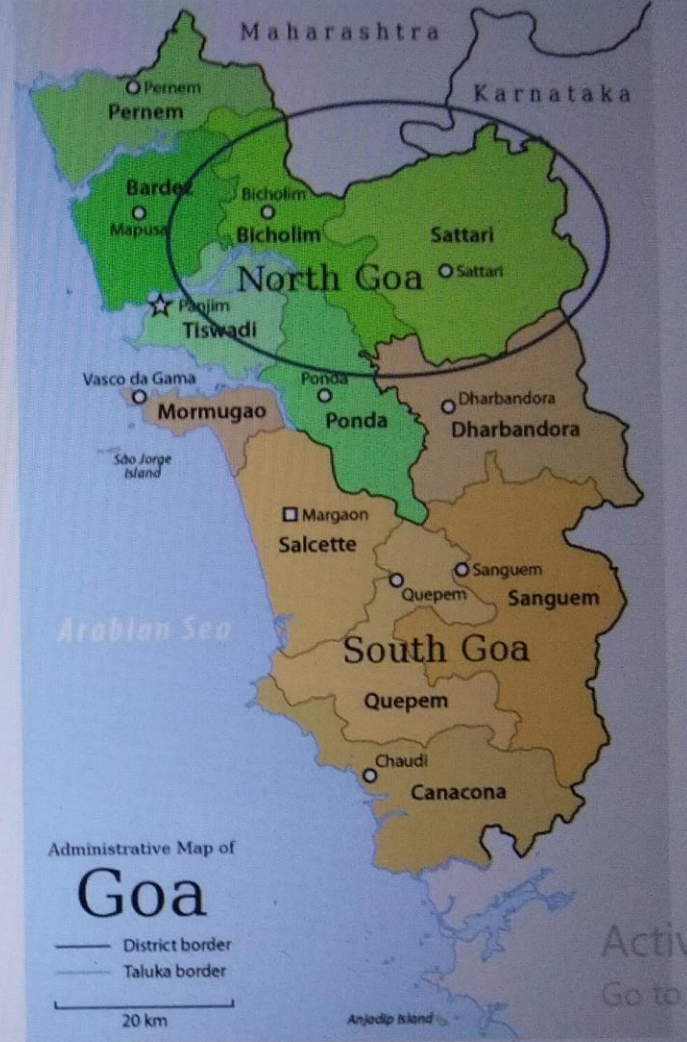 Maharashtra
Karnataka
Pernem
Pernem
Bardez
Mapusa
Bicholim
Bicholim
Sattari
Sattari
North Goa
Panjim
Tiswadi
Vasco da Gama
Mormugao
Ponda
Ponda
Dharbandora
Dharbandora
São Jorge
Island
Margaon
Salcette
Sanguem
Sanguem
Quepem
Arabian Sea
South Goa
Quepem
Chaudi
Canacona
Administrative Map of
Goa
District border
Taluka border
20 km
Anjadip Island
Activ
Go to